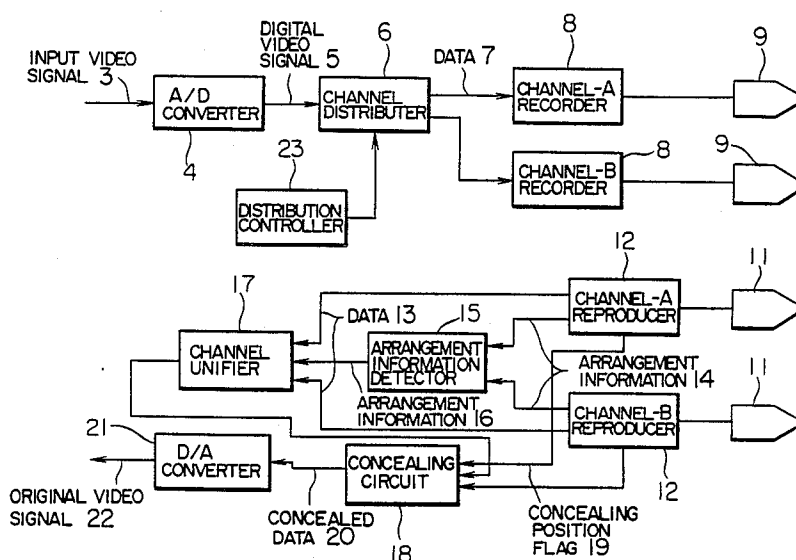 INPUT VIDEO
SIGNAL 3
A/D
CONVERTER
4
DIGITAL
VIDEO
SIGNAL 5
6
CHANNEL
DISTRIBUTER
DATA 7
8
CHANNEL-A
RECORDER
9
23
DISTRIBUTION
CONTROLLER
CHANNEL-B
RECORDER
8
9
17
CHANNEL
UNIFIER
DATA 13
15
ARRANGEMENT
INFORMATION
DETECTOR
ARRANGEMENT
INFORMATION
16
12
CHANNEL-A
REPRODUCER
11
ARRANGEMENT
INFORMATION 14
CHANNEL-B
REPRODUCER
12
11
21
D/A
CONVERTER
ORIGINAL VIDEO
SIGNAL 22
CONCEALED
DATA 20
CONCEALING
CIRCUIT
18
CONCEALING
POSITION
FLAG 19